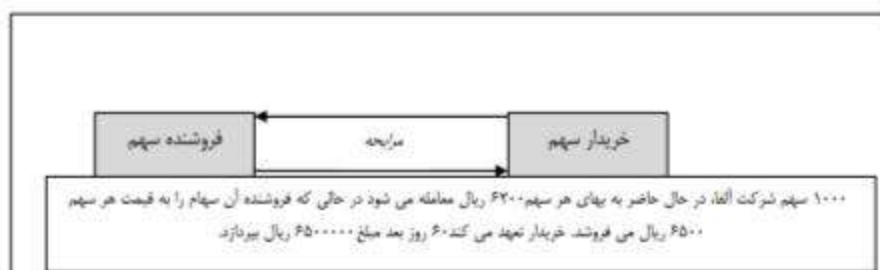 خریدار سهم
مرابحه
فروشنده سهم
۱۰۰۰ سهم شرکت آلفا، در حال حاضر به بهای هر سهم ۶۲۰۰ ریال معامله می شود در حالی که فروشنده آن سهام را به قیمت هر سهم
۶۵۰۰ ریال می فروشد. خریدار تعهد می کند ۶۰ روز بعد مبلغ ۶۵۰۰۰۰۰ ریال بپردازد.